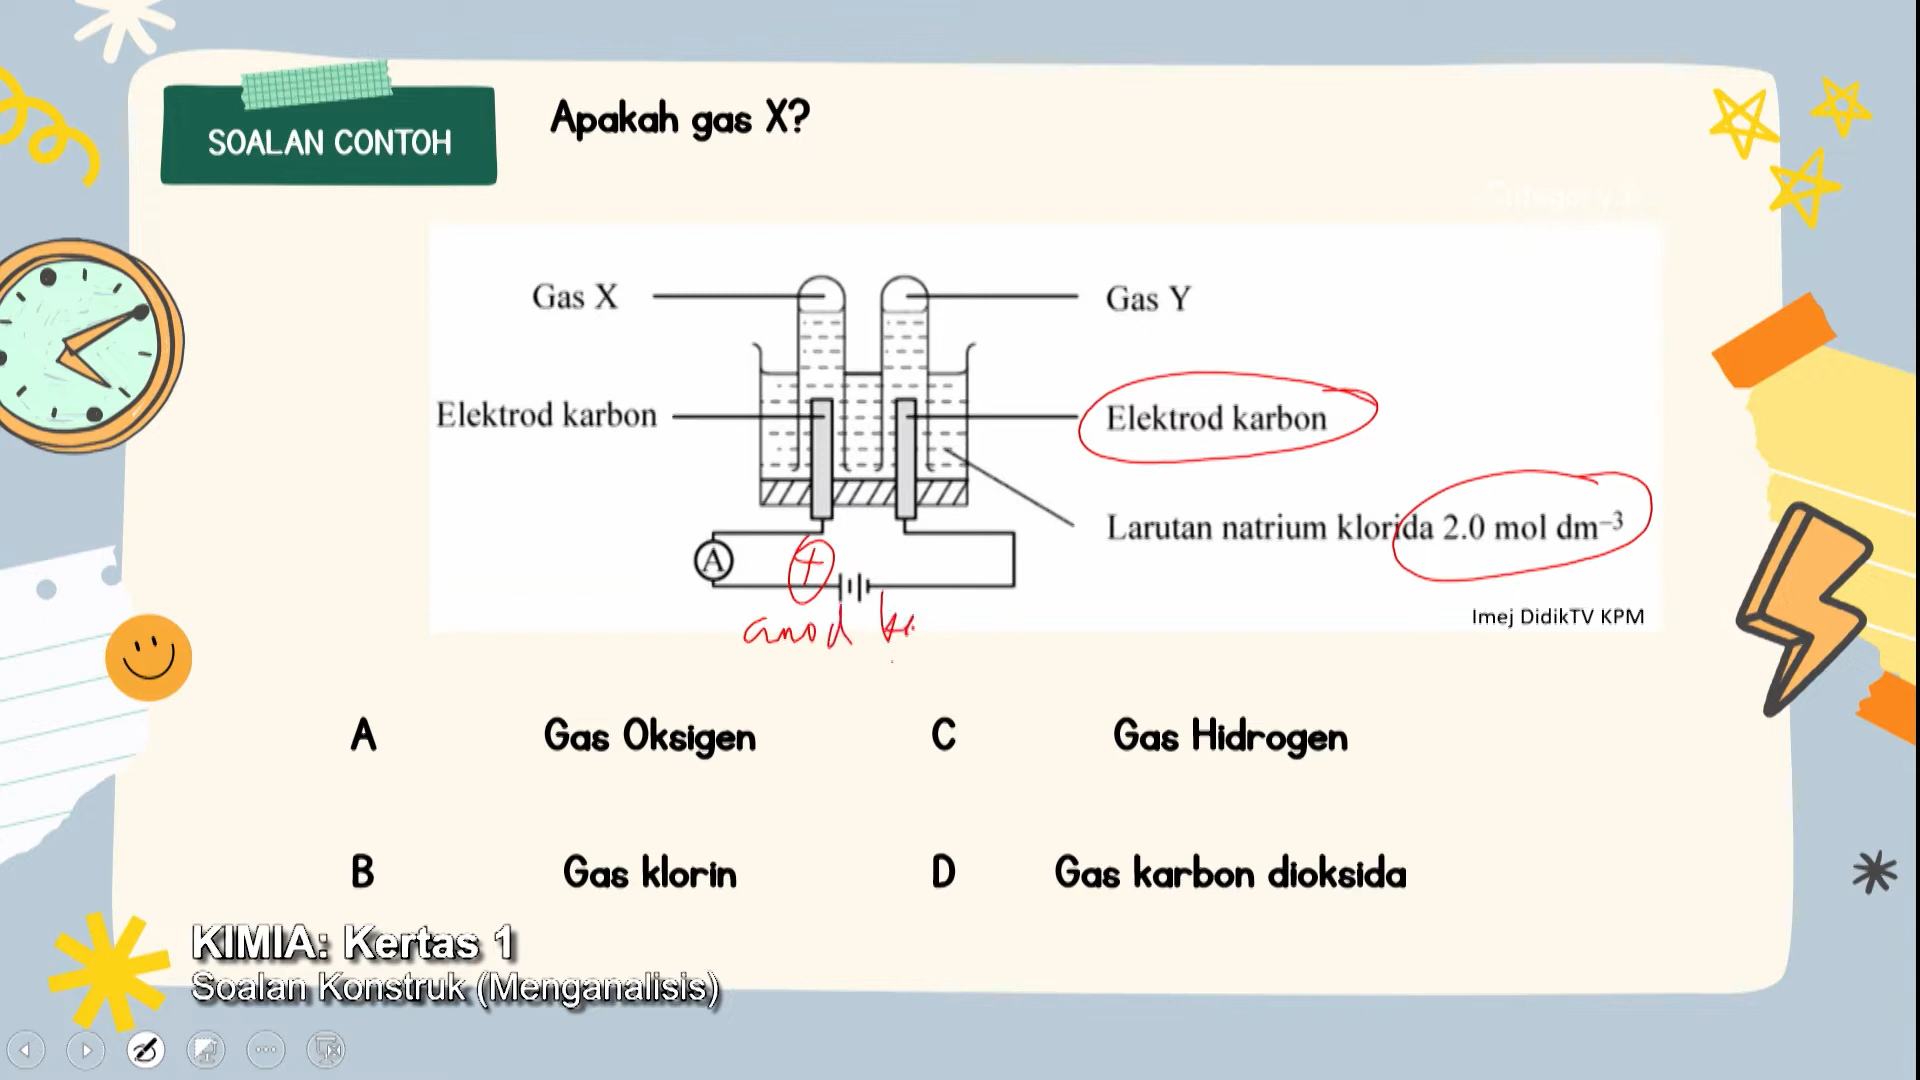 SOALAN CONTOH
Apakah gas X?
Gas X
Gas Y
Elektrod karbon
Elektrod karbon
Larutan natrium klorida 2.0 mol dm⁻³
A
+
anod
Imej DidikTV KPM
A Gas Oksigen
C Gas Hidrogen
B Gas klorin
D Gas karbon dioksida
KIMIA: Kertas 1
Soalan Konstruk (Menganalisis)